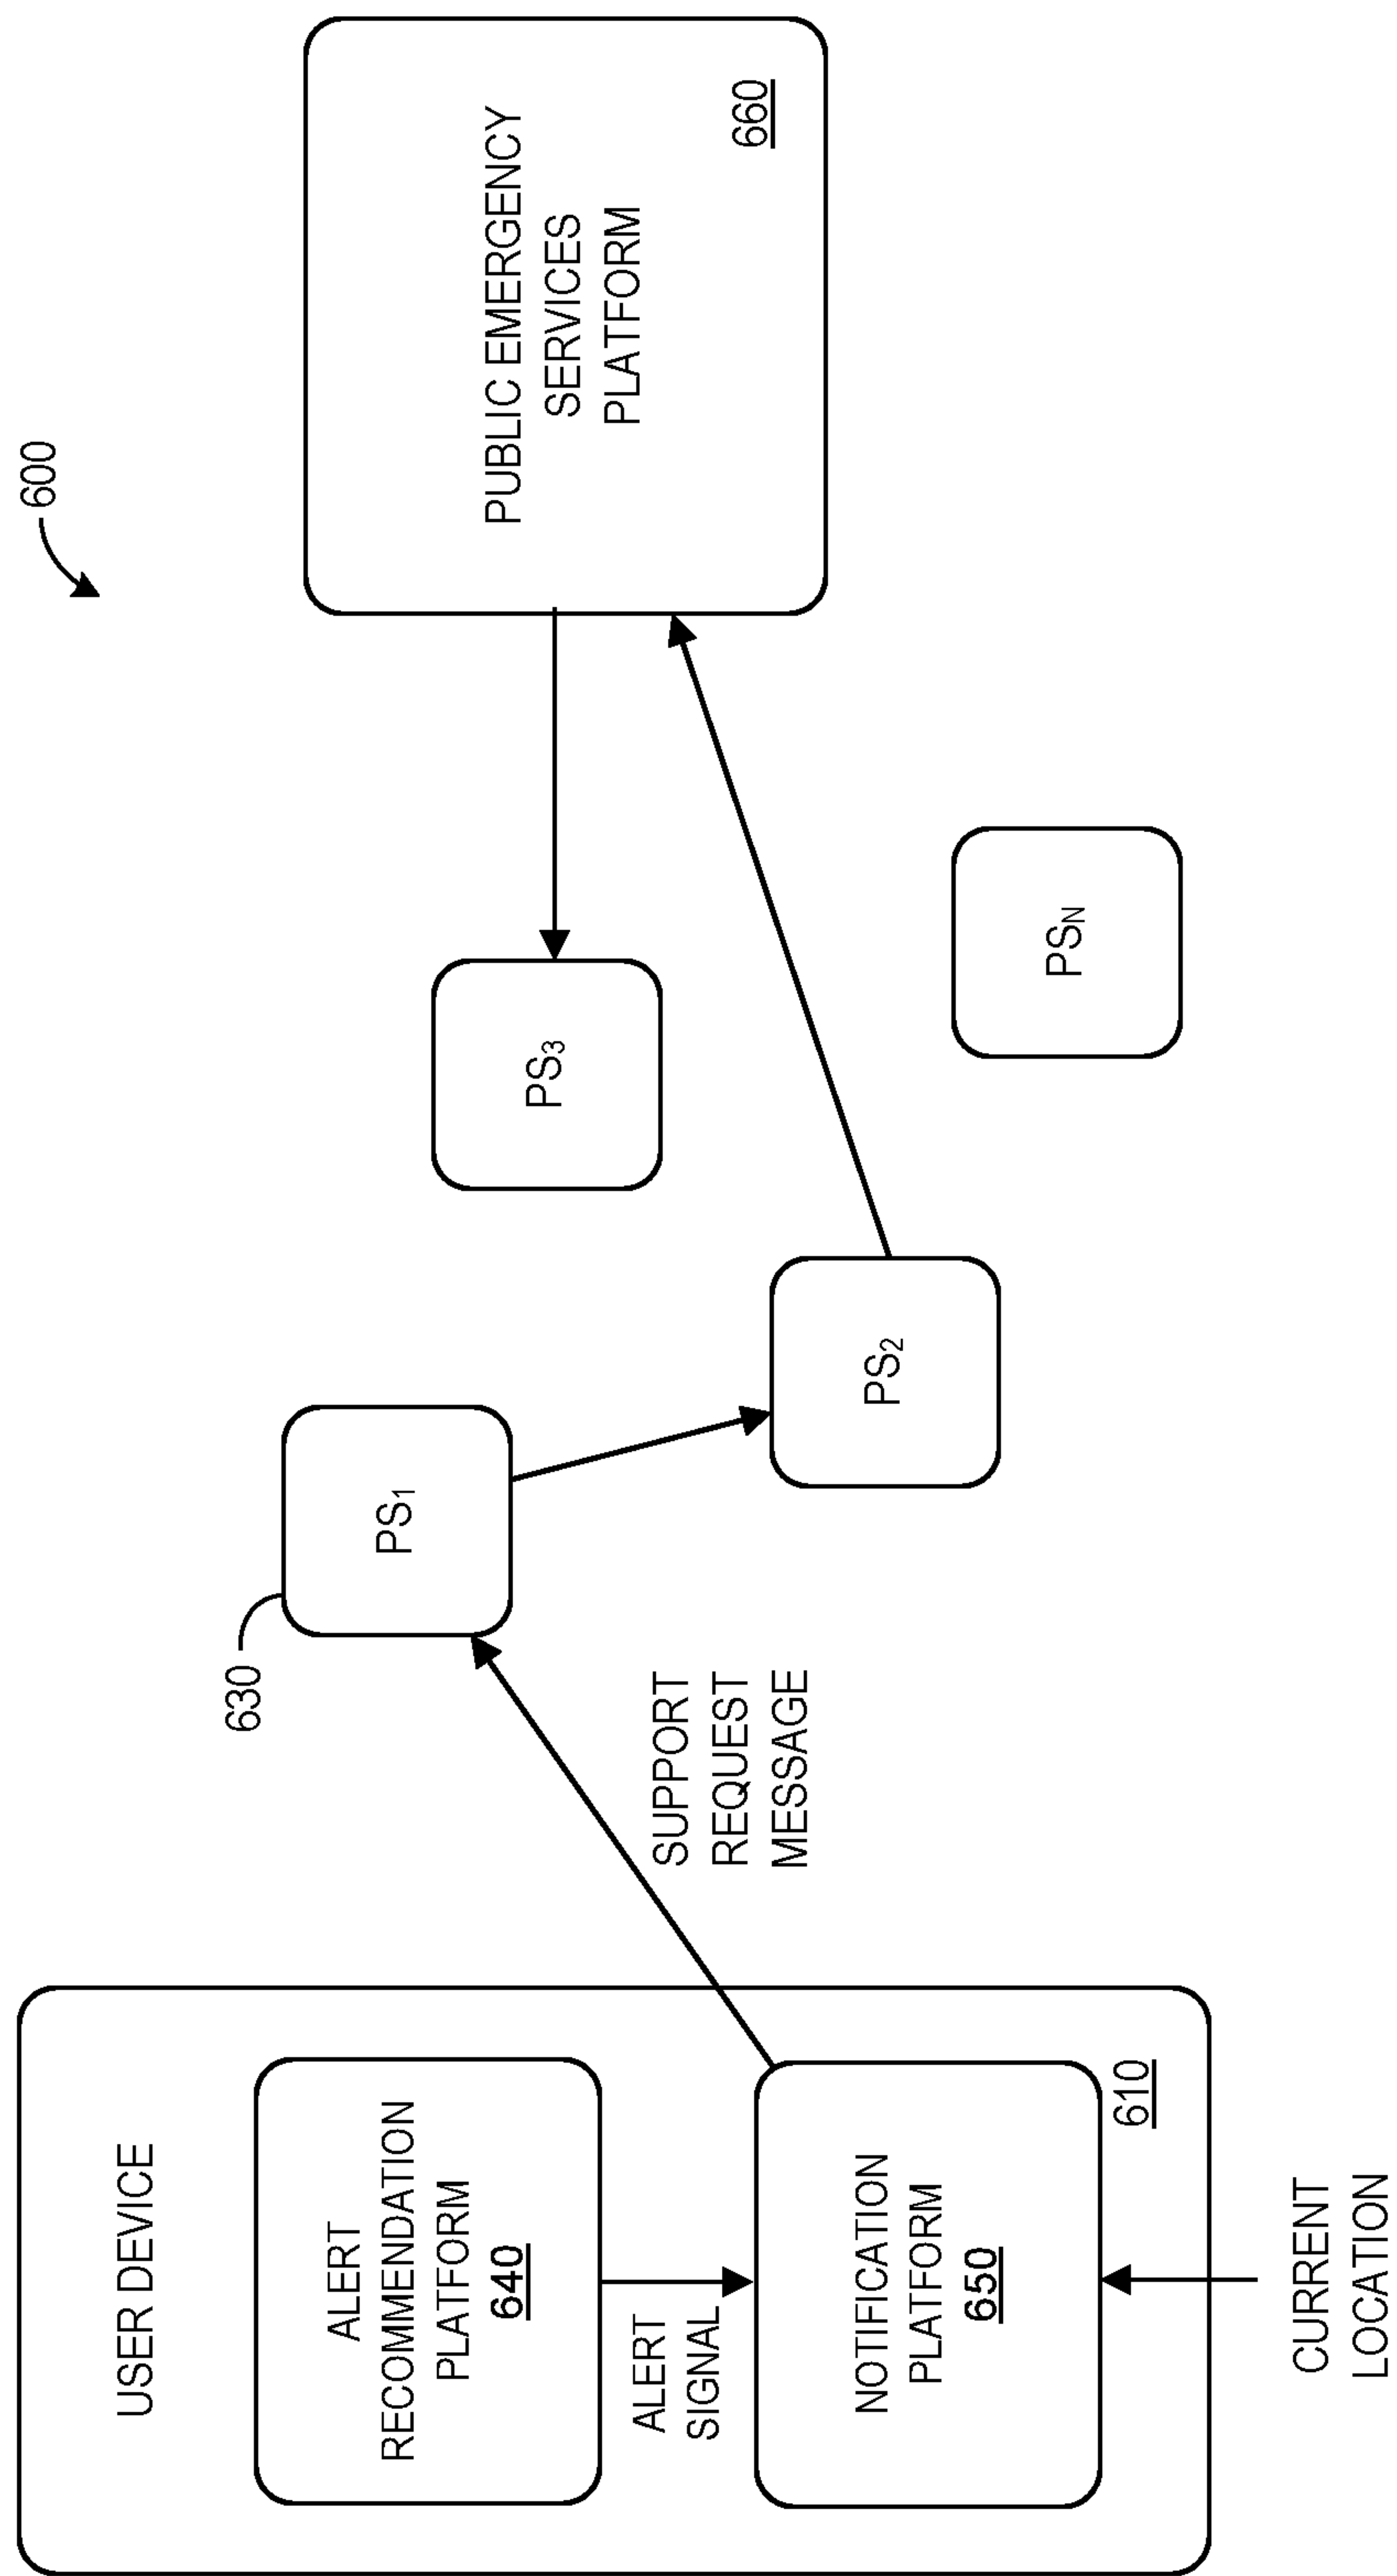 600
USER DEVICE
ALERT
RECOMMENDATION
PLATFORM
640
ALERT
SIGNAL
NOTIFICATION
PLATFORM
650
610
CURRENT
LOCATION
SUPPORT
REQUEST
MESSAGE
630
PS₁
PS₂
PS₃
PSN
PUBLIC EMERGENCY
SERVICES
PLATFORM
660